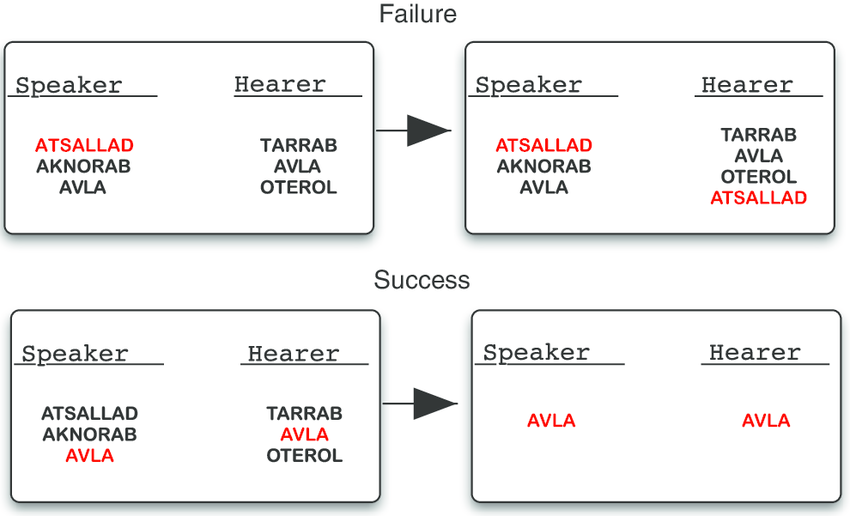 Failure
Speaker Hearer
ATSALLAD TARRAB
AKNORAB AVLA
AVLA OTEROL
Speaker Hearer
ATSALLAD TARRAB
AKNORAB AVLA
AVLA OTEROL
ATSALLAD
Success
Speaker Hearer
ATSALLAD TARRAB
AKNORAB AVLA
AVLA OTEROL
Speaker Hearer
AVLA AVLA